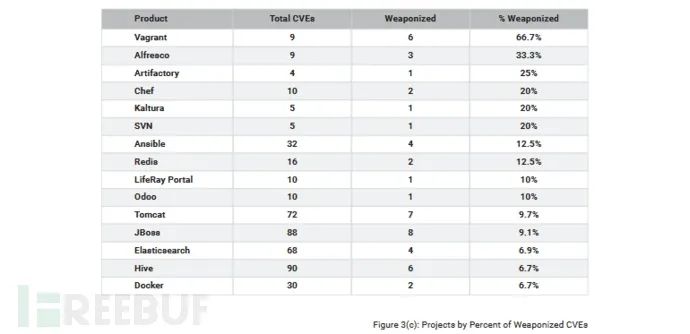 Product Total CVEs Weaponized % Weaponized
Vagrant 9 6 66.7%
Alfresco 9 3 33.3%
Artifactory 4 1 25%
Chef 10 2 20%
Kaltura 5 1 20%
SVN 5 1 20%
Ansible 32 4 12.5%
Redis 16 2 12.5%
LifeRay Portal 10 1 10%
Odoo 10 1 10%
Tomcat 72 7 9.7%
JBoss 88 8 9.1%
Elasticsearch 68 4 6.9%
Hive 90 6 6.7%
Docker 30 2 6.7%
FREEBUF
Figure 3(c): Projects by Percent of Weaponized CVEs